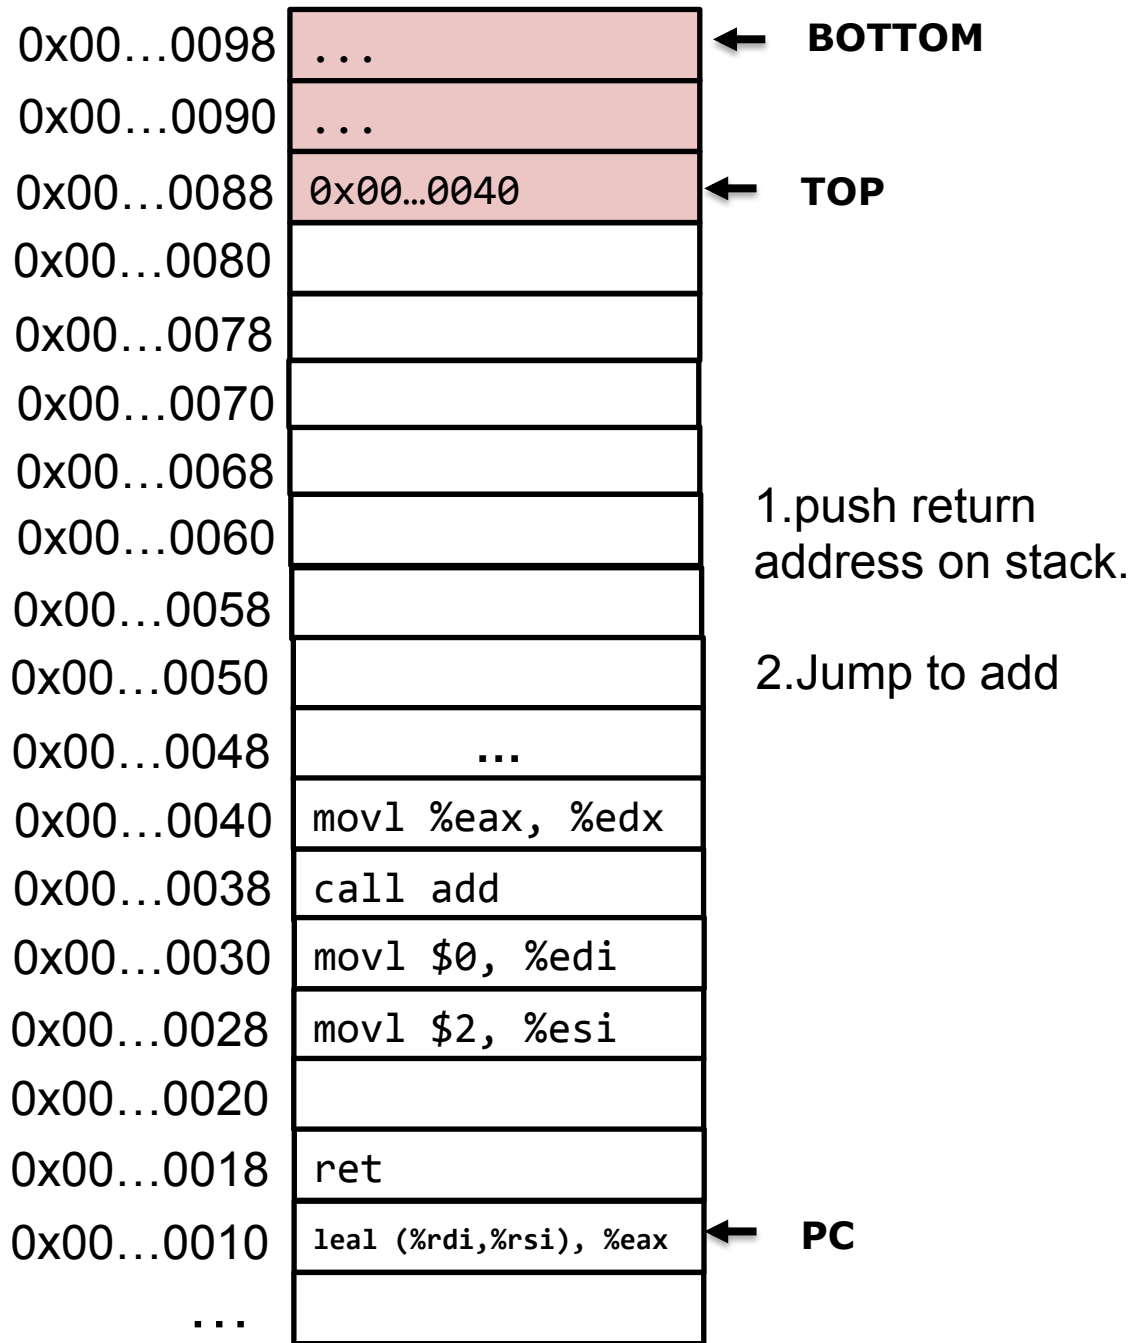 0x00…0098 ... BOTTOM
0x00…0090 ...
0x00…0088 0x00…0040 TOP
0x00…0080
0x00…0078
0x00…0070
0x00…0068
0x00…0060
0x00…0058
0x00…0050
0x00…0048 ...
0x00…0040 movl %eax, %edx
0x00…0038 call add
0x00…0030 movl $0, %edi
0x00…0028 movl $2, %esi
0x00…0020
0x00…0018 ret
0x00…0010 leal (%rdi,%rsi), %eax PC
...
1.push return
address on stack.
2.Jump to add